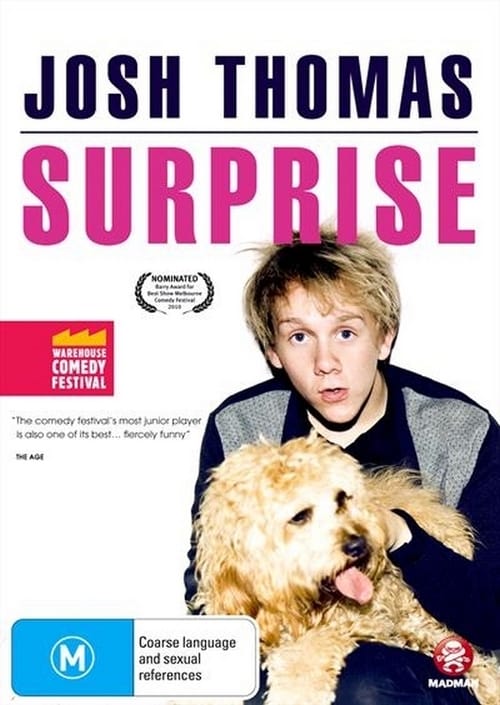 JOSH THOMAS
SURPRISE
NOMINATED
Barry Award for
Best Show Melbourne
Comedy Festival
2010
WAREHOUSE
COMEDY
FESTIVAL
"The comedy festival's most junior player
is also one of its best... fiercely funny"
THE AGE
M
Coarse language
and sexual
references
MADMAN